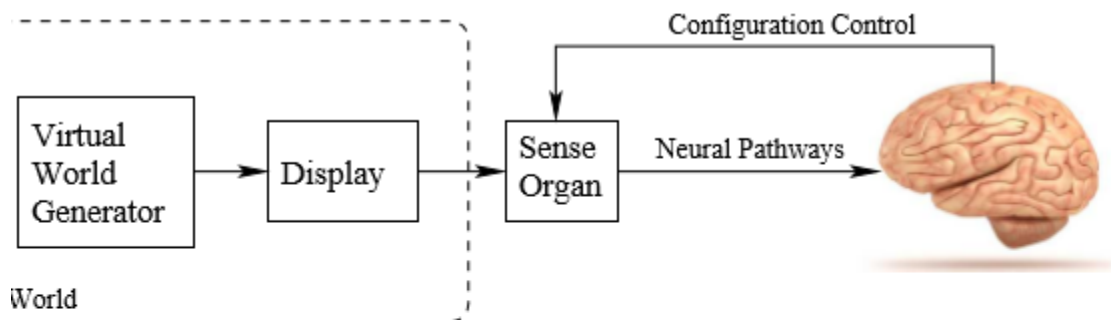 Configuration Control
Virtual
World
Generator
Display
Sense
Organ
Neural Pathways
World